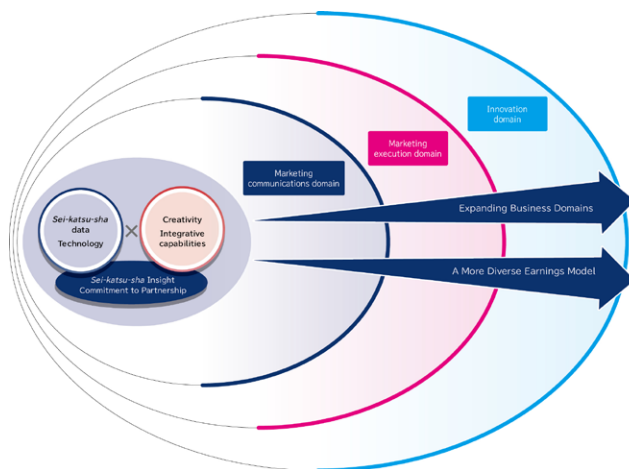 Innovation
domain
Marketing
execution domain
Marketing
communications domain
Sei-katsu-sha
data
Technology
×
Creativity
Integrative
capabilities
Sei-katsu-sha Insight
Commitment to Partnership
Expanding Business Domains
A More Diverse Earnings Model